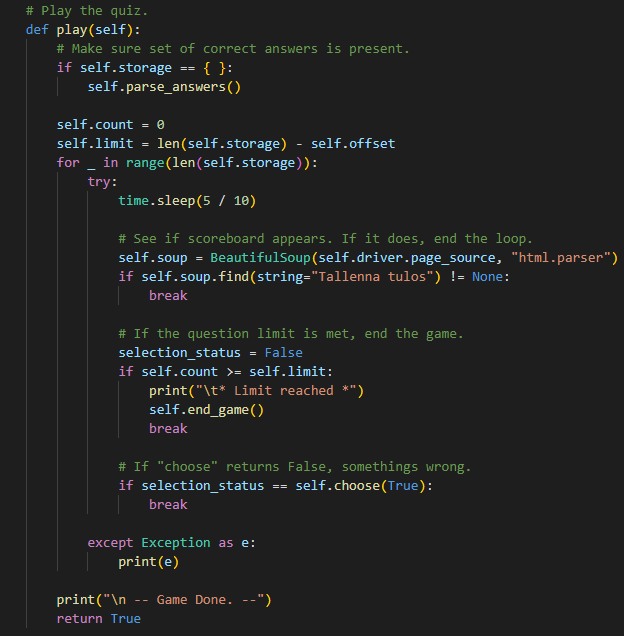 # Play the quiz.
def play(self):
# Make sure set of correct answers is present.
if self.storage == { }:
self.parse_answers()
self.count = 0
self.limit = len(self.storage) - self.offset
for _ in range(len(self.storage)):
try:
time.sleep(5 / 10)
# See if scoreboard appears. If it does, end the loop.
self.soup = BeautifulSoup(self.driver.page_source, "html.parser")
if self.soup.find(string="Tallenna tulos") != None:
break
# If the question limit is met, end the game.
selection_status = False
if self.count >= self.limit:
print("\t* Limit reached *")
self.end_game()
break
# If "choose" returns False, somethings wrong.
if selection_status == self.choose(True):
break
except Exception as e:
print(e)
print("\n -- Game Done. --")
return True